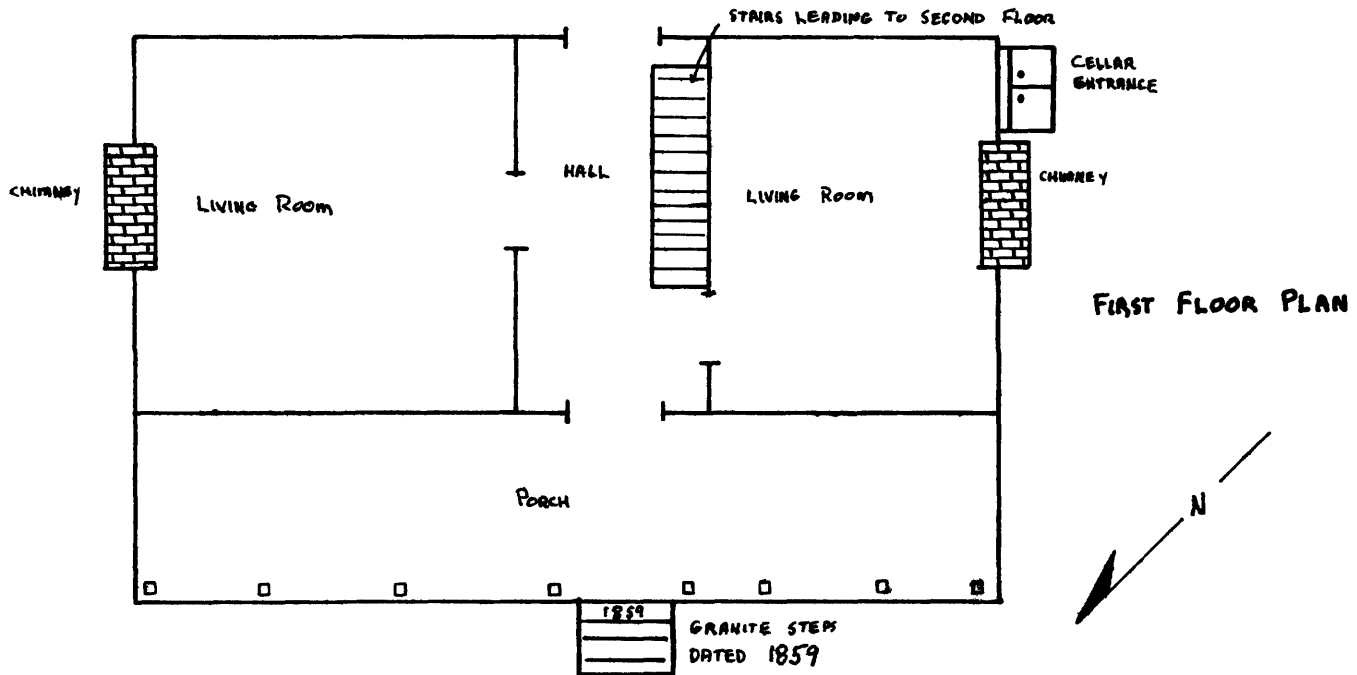 STAIRS LEADING TO SECOND FLOOR
CELLAR
ENTRANCE
CHIMNEY
LIVING ROOM
HALL
LIVING ROOM
CHIMNEY
FIRST FLOOR PLAN
PORCH
N
1859
GRANITE STEPS
DATED 1859